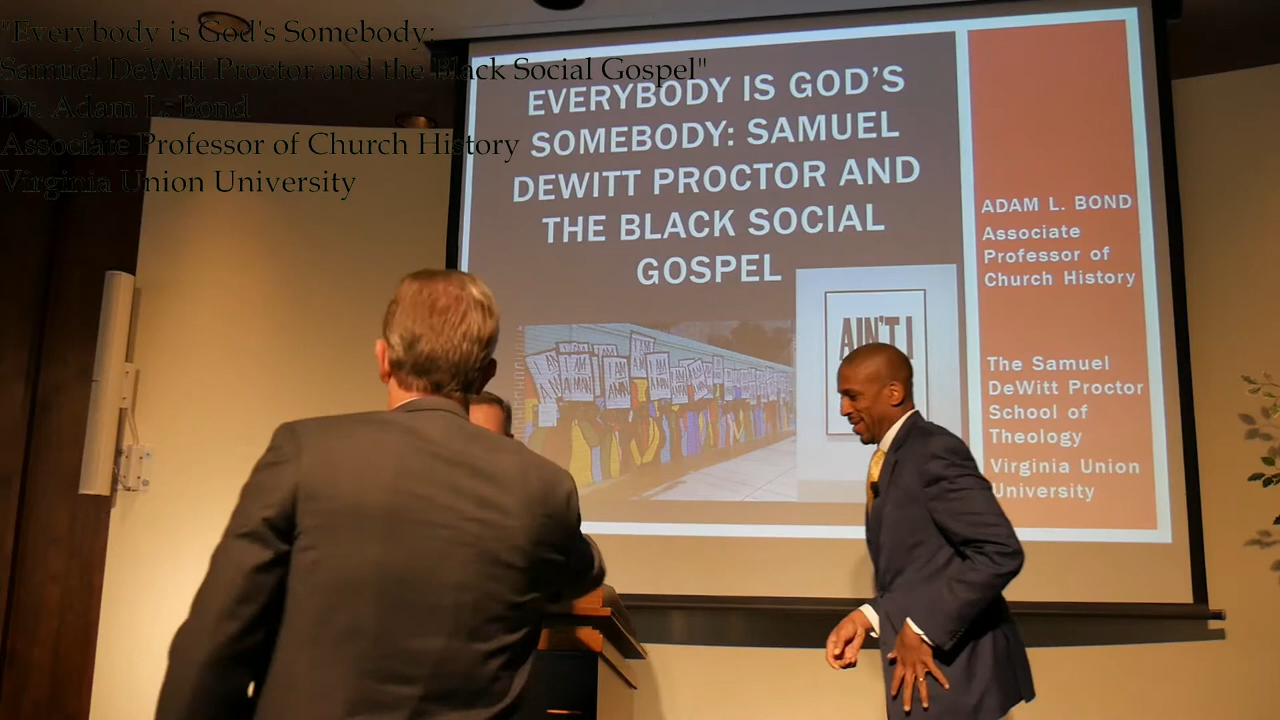 "Everybody is God's Somebody:
Samuel DeWitt Proctor and the Black Social Gospel"
Dr. Adam L. Bond
Associate Professor of Church History
Virginia Union University
EVERYBODY IS GOD'S
SOMEBODY: SAMUEL
DEWITT PROCTOR AND
THE BLACK SOCIAL
GOSPEL
ADAM L. BOND
Associate
Professor of
Church History
The Samuel
DeWitt Proctor
School of
Theology
Virginia Union
University
AIN'T I
I AM
A MAN